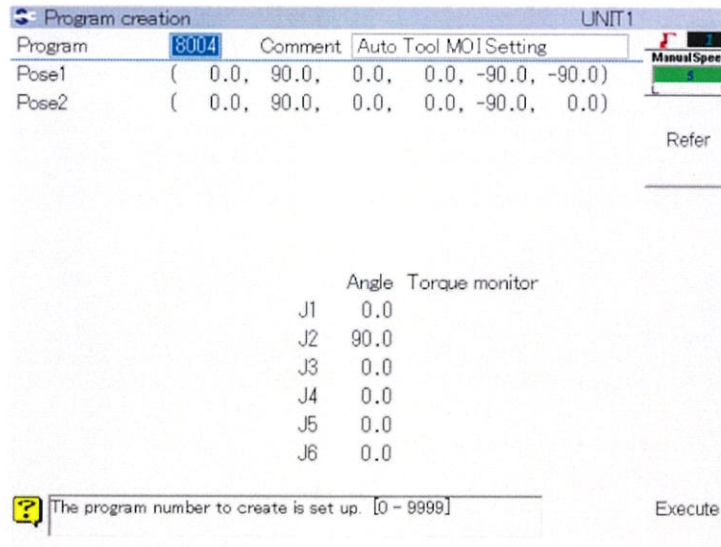 Program creation UNIT1
Program 8004 Comment Auto Tool MOI Setting
1
Manual Spee
5
Pose1 ( 0.0, 90.0, 0.0, 0.0, -90.0, -90.0)
Pose2 ( 0.0, 90.0, 0.0, 0.0, -90.0, 0.0)
Refer
Angle Torque monitor
J1 0.0
J2 90.0
J3 0.0
J4 0.0
J5 0.0
J6 0.0
The program number to create is set up. [0 - 9999]
Execute